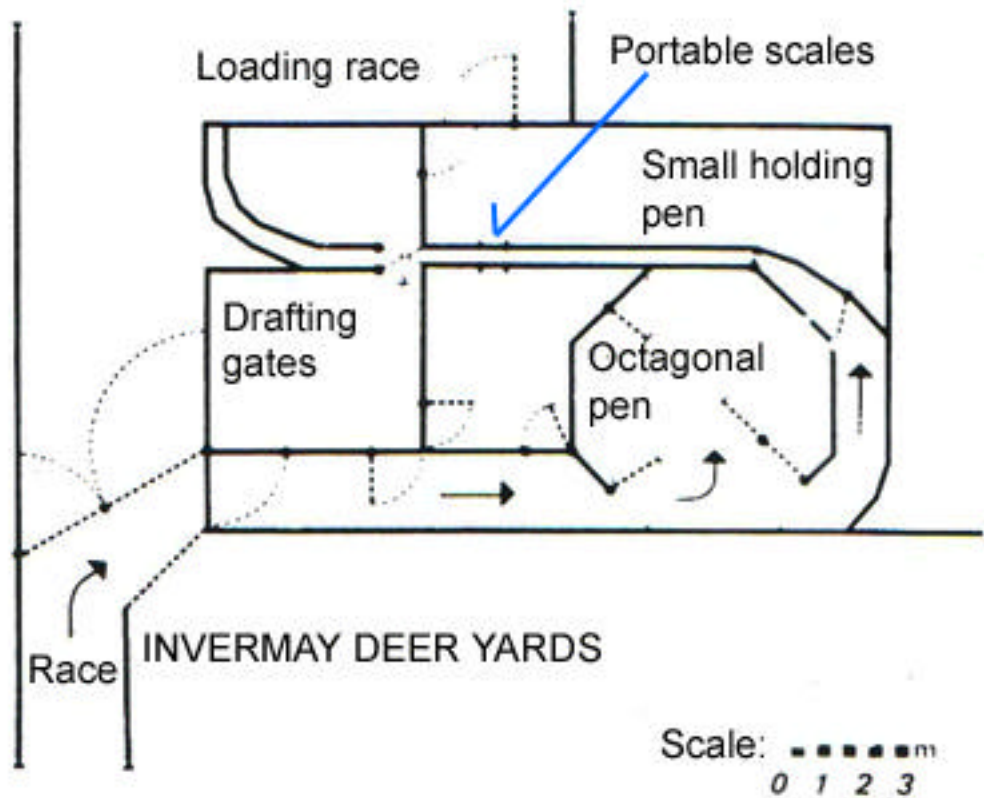 Loading race
Portable scales
Small holding
pen
Drafting
gates
Octagonal
pen
INVERMAY DEER YARDS
Race
Scale: m
0 1 2 3